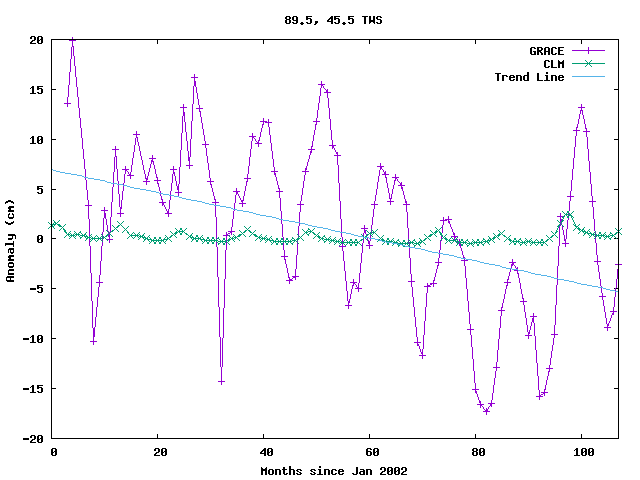 89.5, 45.5 TWS
GRACE
CLM
Trend Line
20
15
10
5
0
-5
-10
-15
-20
Anomaly (cm)
0 20 40 60 80 100
Months since Jan 2002